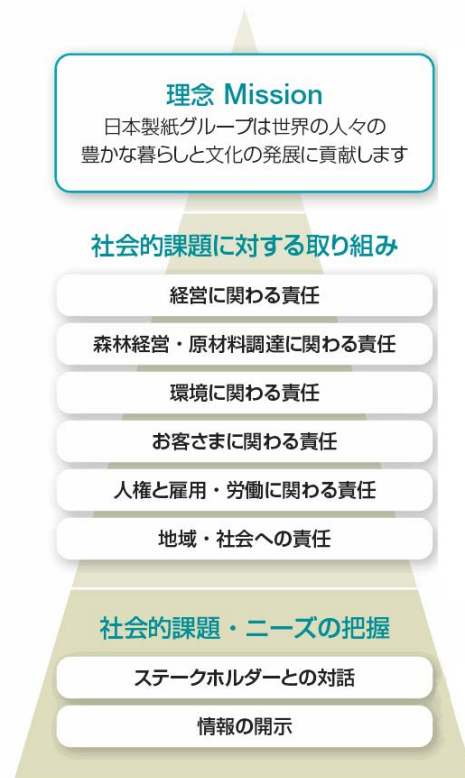 理念 Mission
日本製紙グループは世界の人々の
豊かな暮らしと文化の発展に貢献します
社会的課題に対する取り組み
経営に関わる責任
森林経営・原材料調達に関わる責任
環境に関わる責任
お客さまに関わる責任
人権と雇用・労働に関わる責任
地域・社会への責任
社会的課題・ニーズの把握
ステークホルダーとの対話
情報の開示